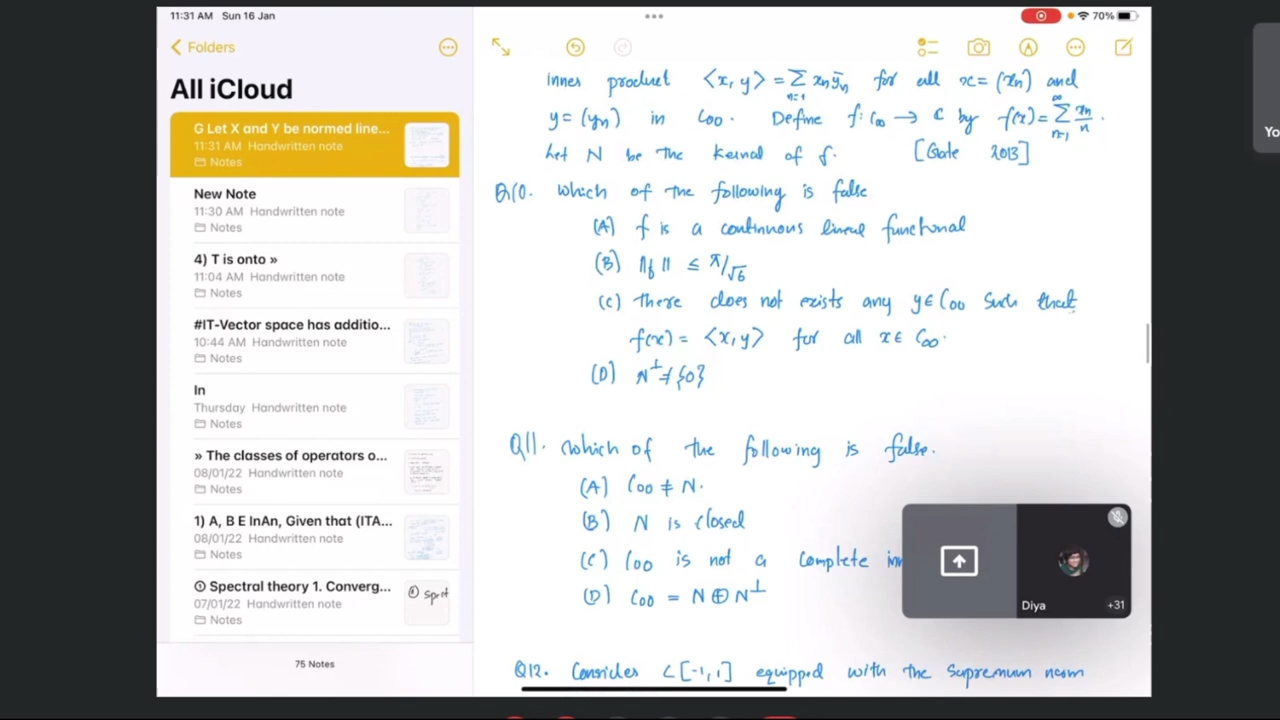 11:31 AM Sun 16 Jan
70%
Folders
All iCloud
G Let X and Y be normed line...
11:31 AM Handwritten note
Notes
New Note
11:30 AM Handwritten note
Notes
4) T is onto »
11:04 AM Handwritten note
Notes
#IT-Vector space has additio...
10:44 AM Handwritten note
Notes
In
Thursday Handwritten note
Notes
» The classes of operators o...
08/01/22 Handwritten note
Notes
1) A, B E InAn, Given that (ITA...
08/01/22 Handwritten note
Notes
① Spectral theory 1. Converg...
07/01/22 Handwritten note
Notes
① Spect
75 Notes
inner product <x, y> = ∑ₙ₌₁ xₙȳₙ for all x = (xₙ) and
y = (yₙ) in C₀₀. Define f: C₀₀ → C by f(x) = ∑ₙ₌₁^∞ xₙ/n.
Let N be the kernel of f. [Gate 2013]
Q10. Which of the following is false
(A) f is a continuous linear functional
(B) ||f|| ≤ π/√6
(C) There does not exists any y ∈ C₀₀ such that
f(x) = <x, y> for all x ∈ C₀₀.
(D) N^⊥ ≠ {0}
Q11. Which of the following is false.
(A) C₀₀ ≠ N.
(B) N is closed
(C) C₀₀ is not a complete
(D) C₀₀ = N ⊕ N^⊥
Q12. Consider C[-1,1] equipped with the supremum norm
Diya
+31
Yo